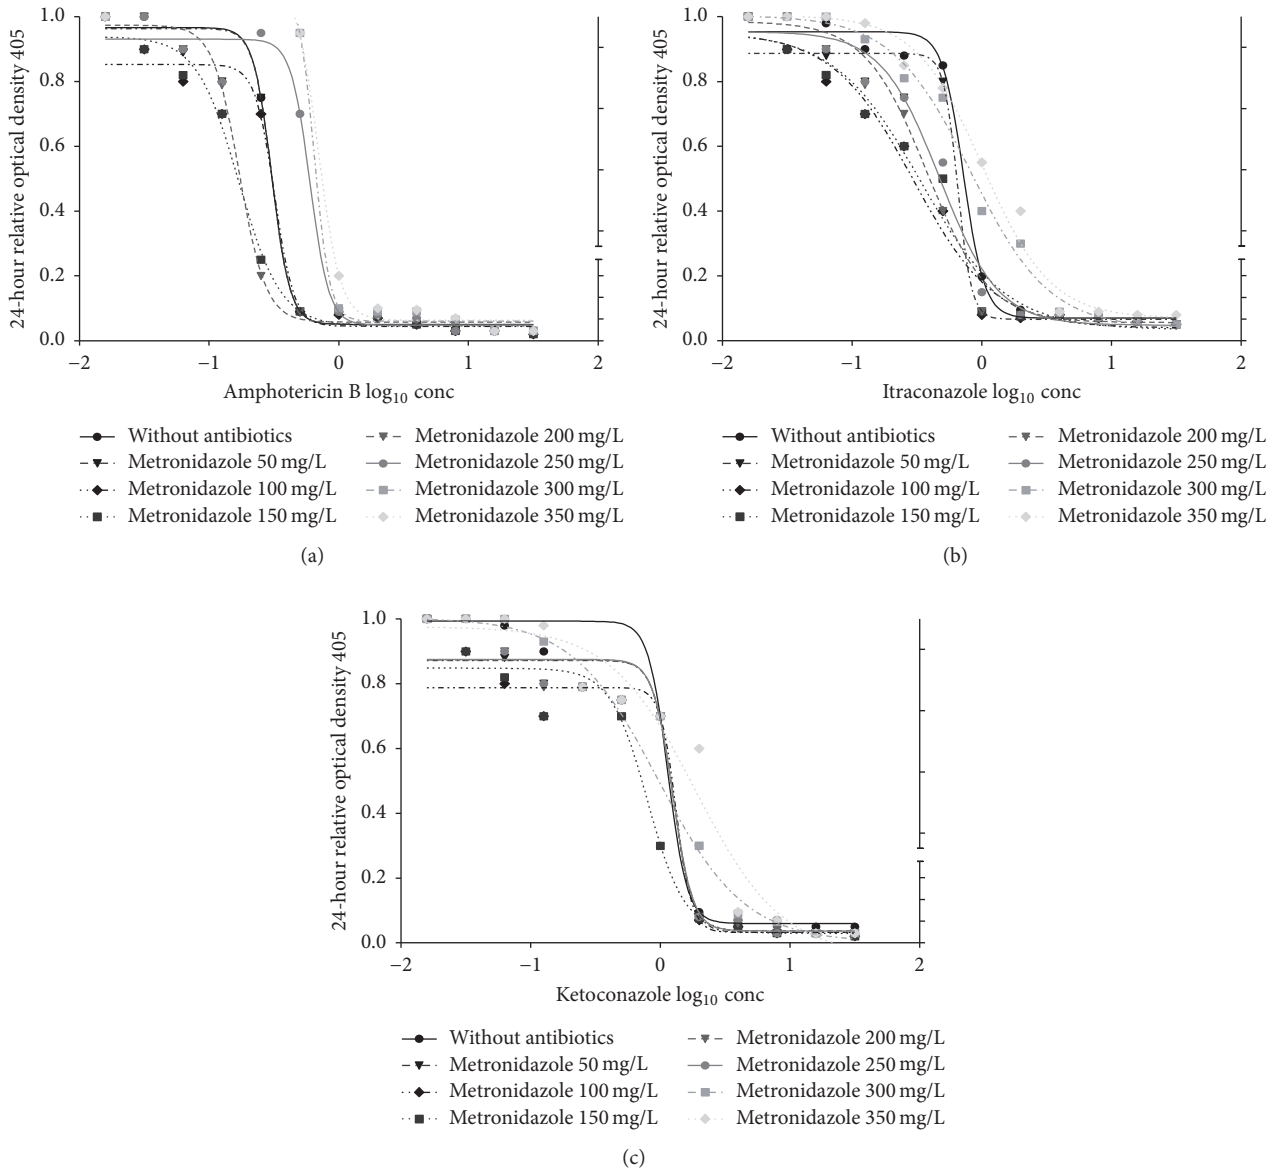 24-hour relative optical density 405
1.0
0.8
0.6
0.4
0.2
0.0
−2 −1 0 1 2
Amphotericin B log10 conc
Without antibiotics
Metronidazole 50 mg/L
Metronidazole 100 mg/L
Metronidazole 150 mg/L
Metronidazole 200 mg/L
Metronidazole 250 mg/L
Metronidazole 300 mg/L
Metronidazole 350 mg/L
(a)
24-hour relative optical density 405
1.0
0.8
0.6
0.4
0.2
0.0
−2 −1 0 1 2
Itraconazole log10 conc
Without antibiotics
Metronidazole 50 mg/L
Metronidazole 100 mg/L
Metronidazole 150 mg/L
Metronidazole 200 mg/L
Metronidazole 250 mg/L
Metronidazole 300 mg/L
Metronidazole 350 mg/L
(b)
24-hour relative optical density 405
1.0
0.8
0.6
0.4
0.2
0.0
−2 −1 0 1 2
Ketoconazole log10 conc
Without antibiotics
Metronidazole 50 mg/L
Metronidazole 100 mg/L
Metronidazole 150 mg/L
Metronidazole 200 mg/L
Metronidazole 250 mg/L
Metronidazole 300 mg/L
Metronidazole 350 mg/L
(c)